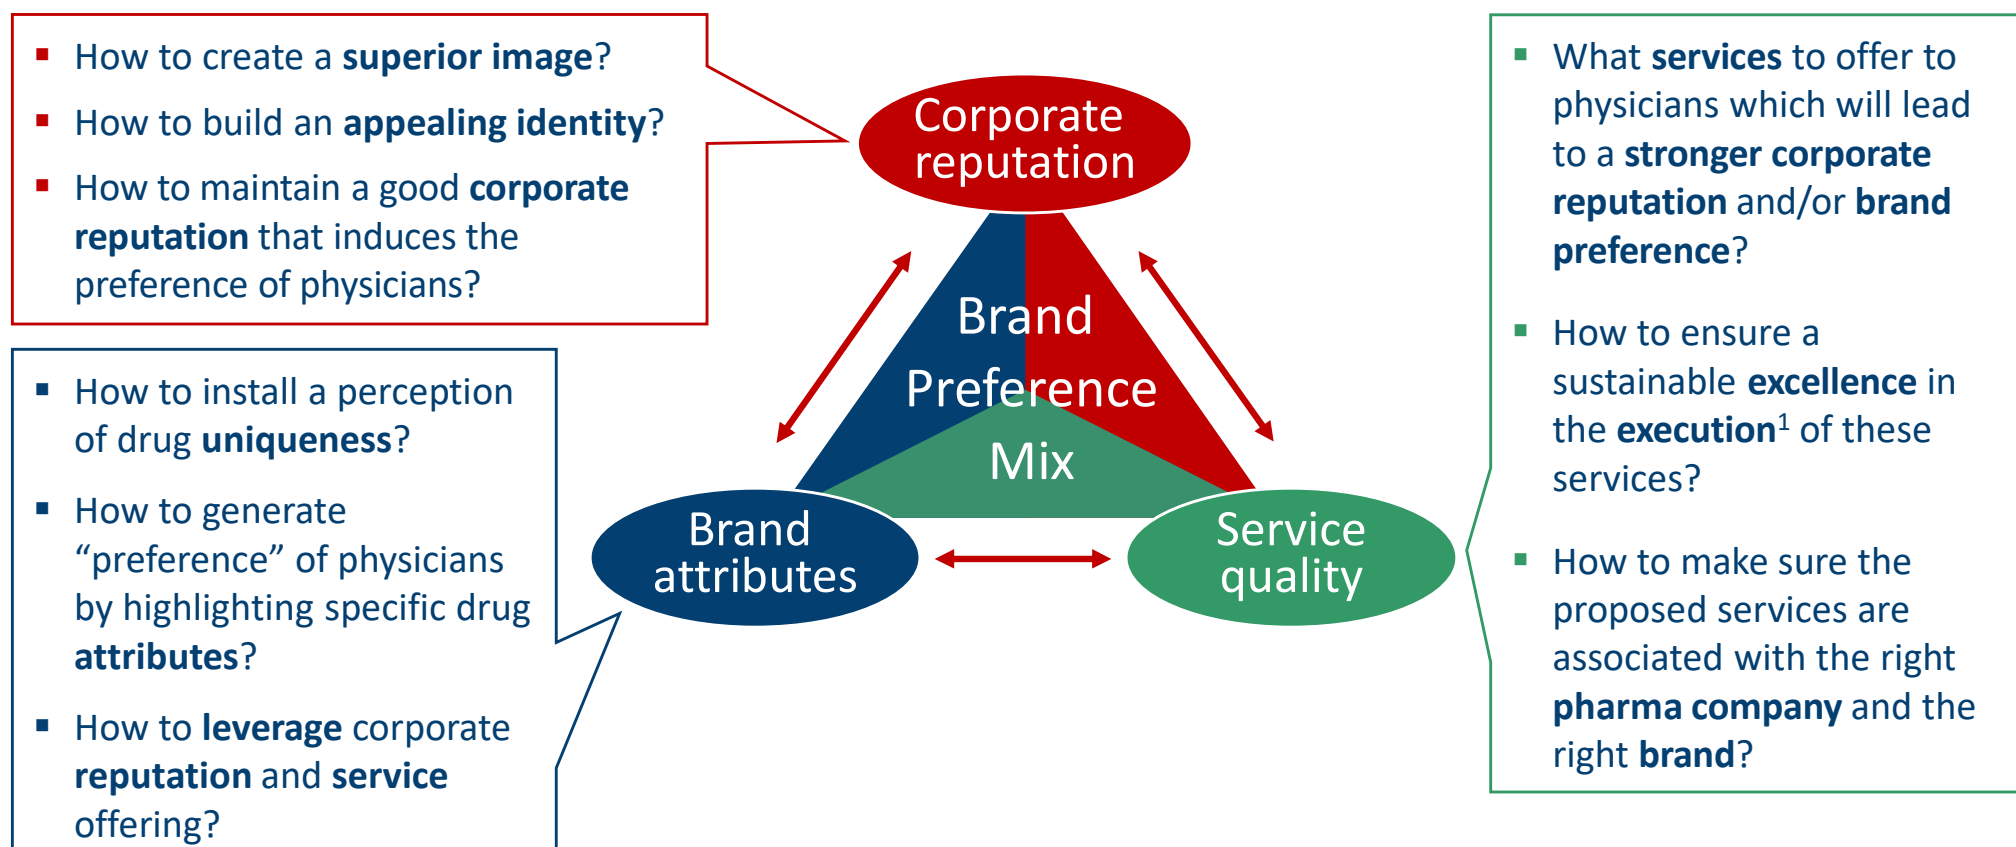 ▪ How to create a superior image?
▪ How to build an appealing identity?
▪ How to maintain a good corporate
reputation that induces the
preference of physicians?
▪ How to install a perception
of drug uniqueness?
▪ How to generate
“preference” of physicians
by highlighting specific drug
attributes?
▪ How to leverage corporate
reputation and service
offering?
Corporate
reputation
Brand
Preference
Mix
Brand
attributes
Service
quality
▪ What services to offer to
physicians which will lead
to a stronger corporate
reputation and/or brand
preference?
▪ How to ensure a
sustainable excellence in
the execution¹ of these
services?
▪ How to make sure the
proposed services are
associated with the right
pharma company and the
right brand?